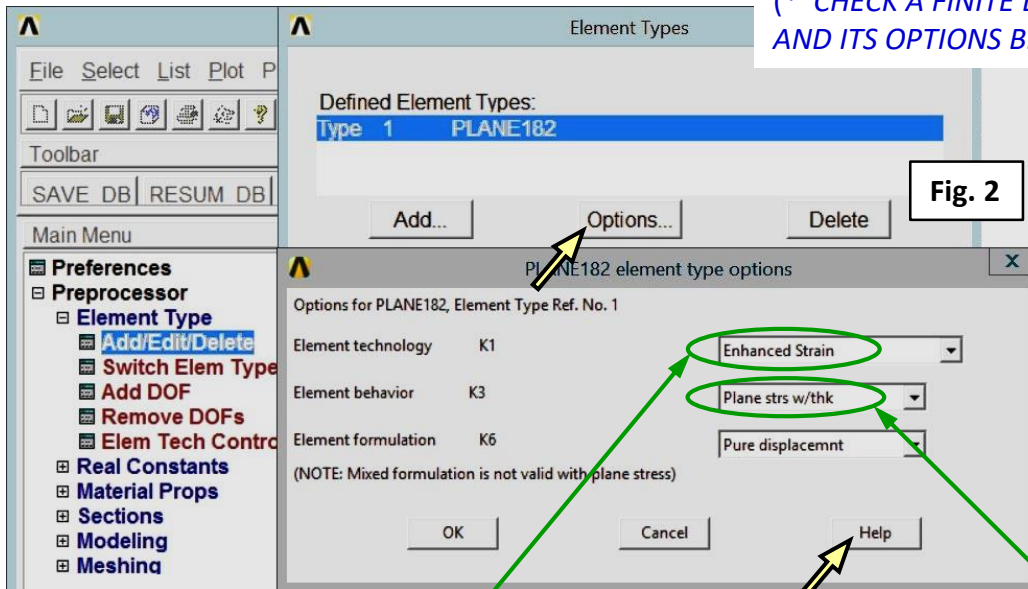 (* CHECK A FINITE
AND ITS OPTIONS
Element Types
File Select List Plot P
Defined Element Types:
Type 1 PLANE182
Toolbar
SAVE_DB RESUM_DB
Fig. 2
Add... Options... Delete
Main Menu
Preferences
Preprocessor
Element Type
Add/Edit/Delete
Switch Elem Type
Add DOF
Remove DOFs
Elem Tech Contro
Real Constants
Material Props
Sections
Modeling
Meshing
PLANE182 element type options X
Options for PLANE182, Element Type Ref. No. 1
Element technology K1 Enhanced Strain
Element behavior K3 Plane strs w/thk
Element formulation K6 Pure displacemnt
(NOTE: Mixed formulation is not valid with plane stress)
OK Cancel Help